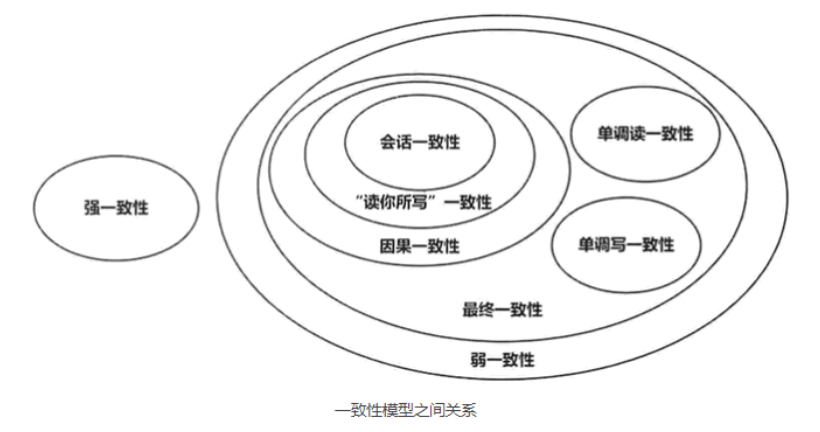 会话一致性
单调读一致性
“读你所写”一致性
强一致性
因果一致性
单调写一致性
最终一致性
弱一致性
一致性模型之间关系